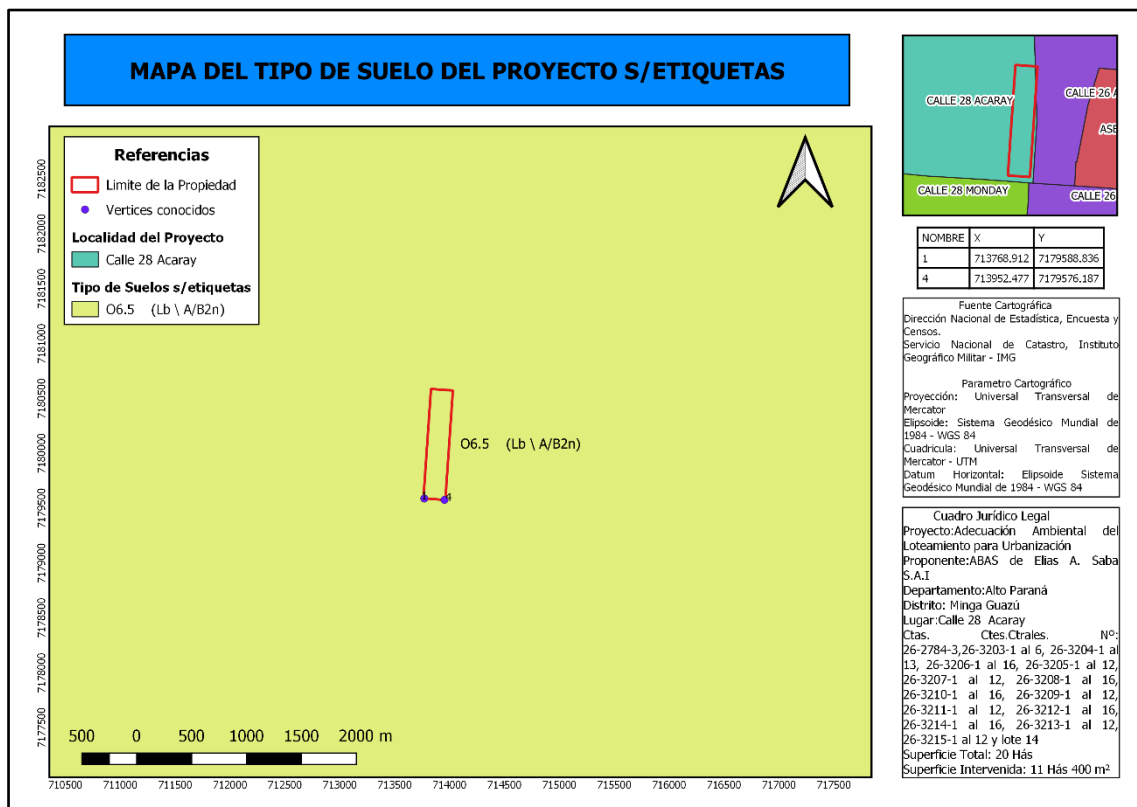 MAPA DEL TIPO DE SUELO DEL PROYECTO S/ETIQUETAS
Referencias
Limite de la Propiedad
Vertices conocidos
Localidad del Proyecto
Calle 28 Acaray
Tipo de Suelos s/etiquetas
O6.5 (Lb \ A/B2n)
O6.5 (Lb \ A/B2n)
4
7182500
7182000
7181500
7181000
7180500
7180000
7179500
7179000
7178500
7178000
7177500
500 0 500 1000 1500 2000 m
710500 711000 711500 712000 712500 713000 713500 714000 714500 715000 715500 716000 716500 717000 717500
CALLE 28 ACARAY
CALLE 26 A
ASE
CALLE 28 MONDAY
CALLE 26
NOMBRE X Y
1 713768.912 7179588.836
4 713952.477 7179576.187
Fuente Cartográfica
Dirección Nacional de Estadística, Encuesta y
Censos.
Servicio Nacional de Catastro, Instituto
Geográfico Militar - IMG
Parametro Cartográfico
Proyección: Universal Transversal de
Mercator
Elipsoide: Sistema Geodésico Mundial de
1984 - WGS 84
Cuadricula: Universal Transversal de
Mercator - UTM
Datum Horizontal: Elipsoide Sistema
Geodésico Mundial de 1984 - WGS 84
Cuadro Jurídico Legal
Proyecto:Adecuación Ambiental del
Loteamiento para Urbanización
Proponente:ABAS de Elias A. Saba
S.A.I
Departamento:Alto Paraná
Distrito: Minga Guazú
Lugar:Calle 28 Acaray
Ctas. Ctes.Ctrales. Nº:
26-2784-3,26-3203-1 al 6, 26-3204-1 al
13, 26-3206-1 al 16, 26-3205-1 al 12,
26-3207-1 al 12, 26-3208-1 al 16,
26-3210-1 al 16, 26-3209-1 al 12,
26-3211-1 al 12, 26-3212-1 al 16,
26-3214-1 al 16, 26-3213-1 al 12,
26-3215-1 al 12 y lote 14
Superficie Total: 20 Hás
Superficie Intervenida: 11 Hás 400 m²